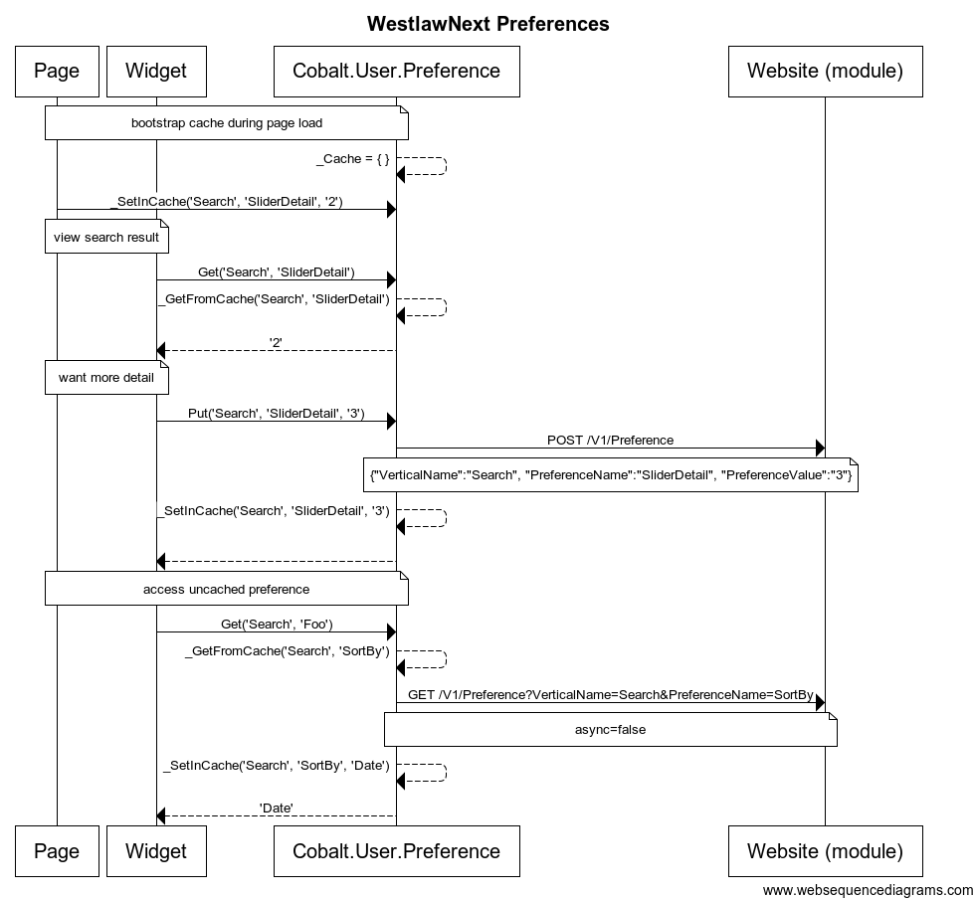 WestlawNext Preferences
Page
Widget
Cobalt.User.Preference
Website (module)
bootstrap cache during page load
_Cache = { }
_SetInCache('Search', 'SliderDetail', '2')
view search result
Get('Search', 'SliderDetail')
_GetFromCache('Search', 'SliderDetail')
'2'
want more detail
Put('Search', 'SliderDetail', '3')
POST /V1/Preference
{"VerticalName":"Search", "PreferenceName":"SliderDetail", "PreferenceValue":"3"}
_SetInCache('Search', 'SliderDetail', '3')
access uncached preference
Get('Search', 'Foo')
_GetFromCache('Search', 'SortBy')
GET /V1/Preference?VerticalName=Search&PreferenceName=SortBy
async=false
_SetInCache('Search', 'SortBy', 'Date')
'Date'
Page
Widget
Cobalt.User.Preference
Website (module)
www.websequencediagrams.com